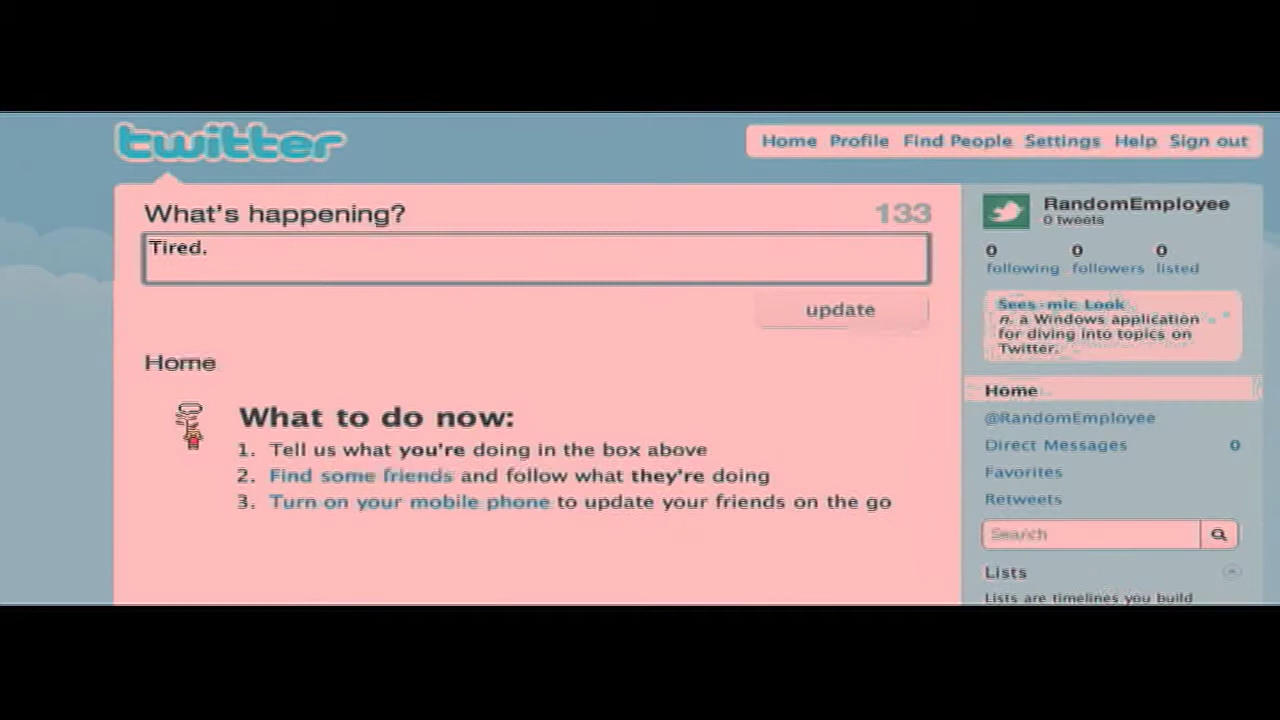 twitter
Home Profile Find People Settings Help Sign out
What's happening?
133
Tired.
update
Home
What to do now:
1. Tell us what you're doing in the box above
2. Find some friends and follow what they're doing
3. Turn on your mobile phone to update your friends on the go
RandomEmployee
0 tweets
0 0 0
following followers listed
Sees·mic Look
n. a Windows application
for diving into topics on
Twitter.
Home
@RandomEmployee
Direct Messages 0
Favorites
Retweets
Search
Lists
Lists are timelines you build